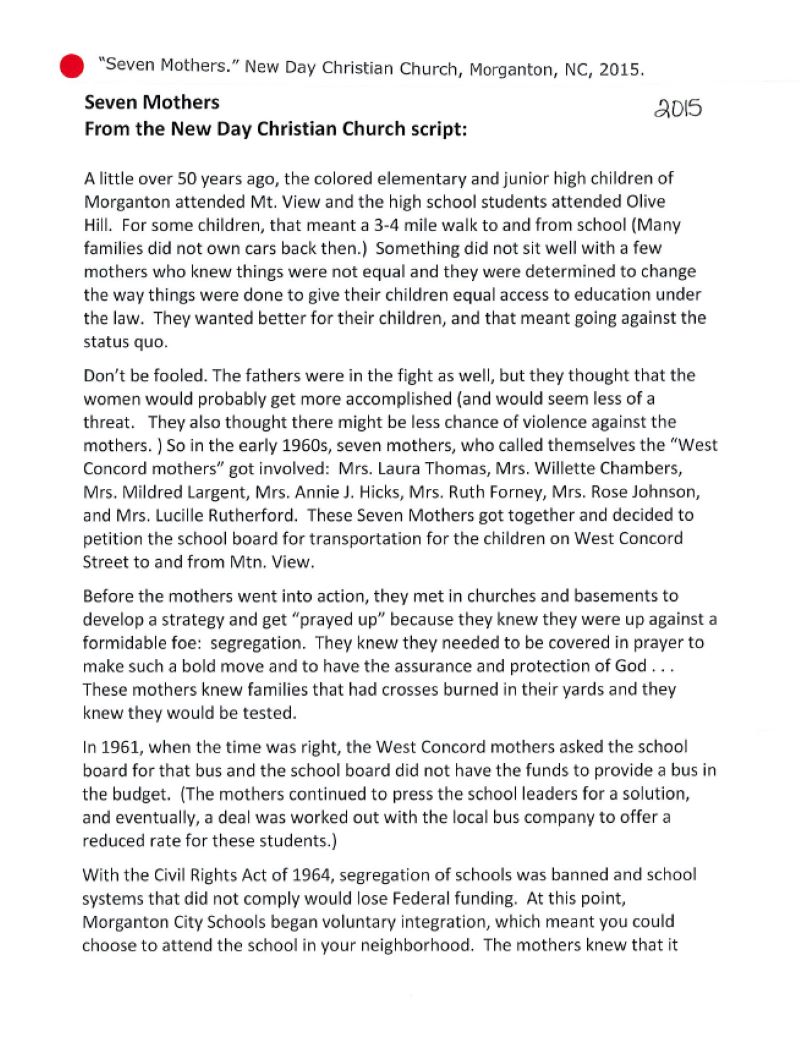 "Seven Mothers." New Day Christian Church, Morganton, NC, 2015.
Seven Mothers
2015
From the New Day Christian Church script:
A little over 50 years ago, the colored elementary and junior high children of
Morganton attended Mt. View and the high school students attended Olive
Hill.  For some children, that meant a 3-4 mile walk to and from school (Many
families did not own cars back then.)  Something did not sit well with a few
mothers who knew things were not equal and they were determined to change
the way things were done to give their children equal access to education under
the law.  They wanted better for their children, and that meant going against the
status quo.
Don't be fooled. The fathers were in the fight as well, but they thought that the
women would probably get more accomplished (and would seem less of a
threat.   They also thought there might be less chance of violence against the
mothers. ) So in the early 1960s, seven mothers, who called themselves the "West
Concord mothers" got involved:  Mrs. Laura Thomas, Mrs. Willette Chambers,
Mrs. Mildred Largent, Mrs. Annie J. Hicks, Mrs. Ruth Forney, Mrs. Rose Johnson,
and Mrs. Lucille Rutherford.  These Seven Mothers got together and decided to
petition the school board for transportation for the children on West Concord
Street to and from Mtn. View.
Before the mothers went into action, they met in churches and basements to
develop a strategy and get "prayed up" because they knew they were up against a
formidable foe:  segregation.  They knew they needed to be covered in prayer to
make such a bold move and to have the assurance and protection of God . . .
These mothers knew families that had crosses burned in their yards and they
knew they would be tested.
In 1961, when the time was right, the West Concord mothers asked the school
board for that bus and the school board did not have the funds to provide a bus in
the budget.  (The mothers continued to press the school leaders for a solution,
and eventually, a deal was worked out with the local bus company to offer a
reduced rate for these students.)
With the Civil Rights Act of 1964, segregation of schools was banned and school
systems that did not comply would lose Federal funding.  At this point,
Morganton City Schools began voluntary integration, which meant you could
choose to attend the school in your neighborhood.  The mothers knew that it